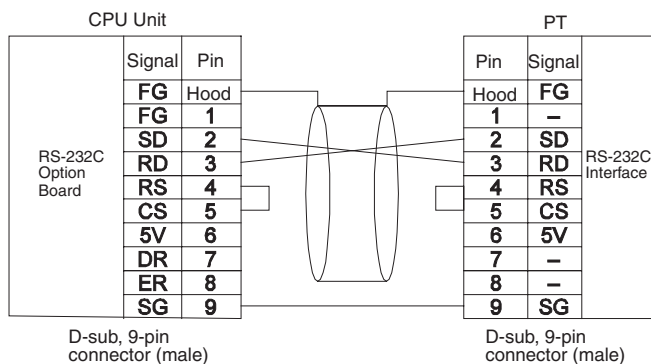 CPU Unit
PT
Signal Pin
Pin Signal
FG Hood
Hood FG
FG 1
1 –
SD 2
2 SD
RD 3
3 RD
RS 4
4 RS
CS 5
5 CS
5V 6
6 5V
DR 7
7 –
ER 8
8 –
SG 9
9 SG
RS-232C
Option
Board
RS-232C
Interface
D-sub, 9-pin
connector (male)
D-sub, 9-pin
connector (male)